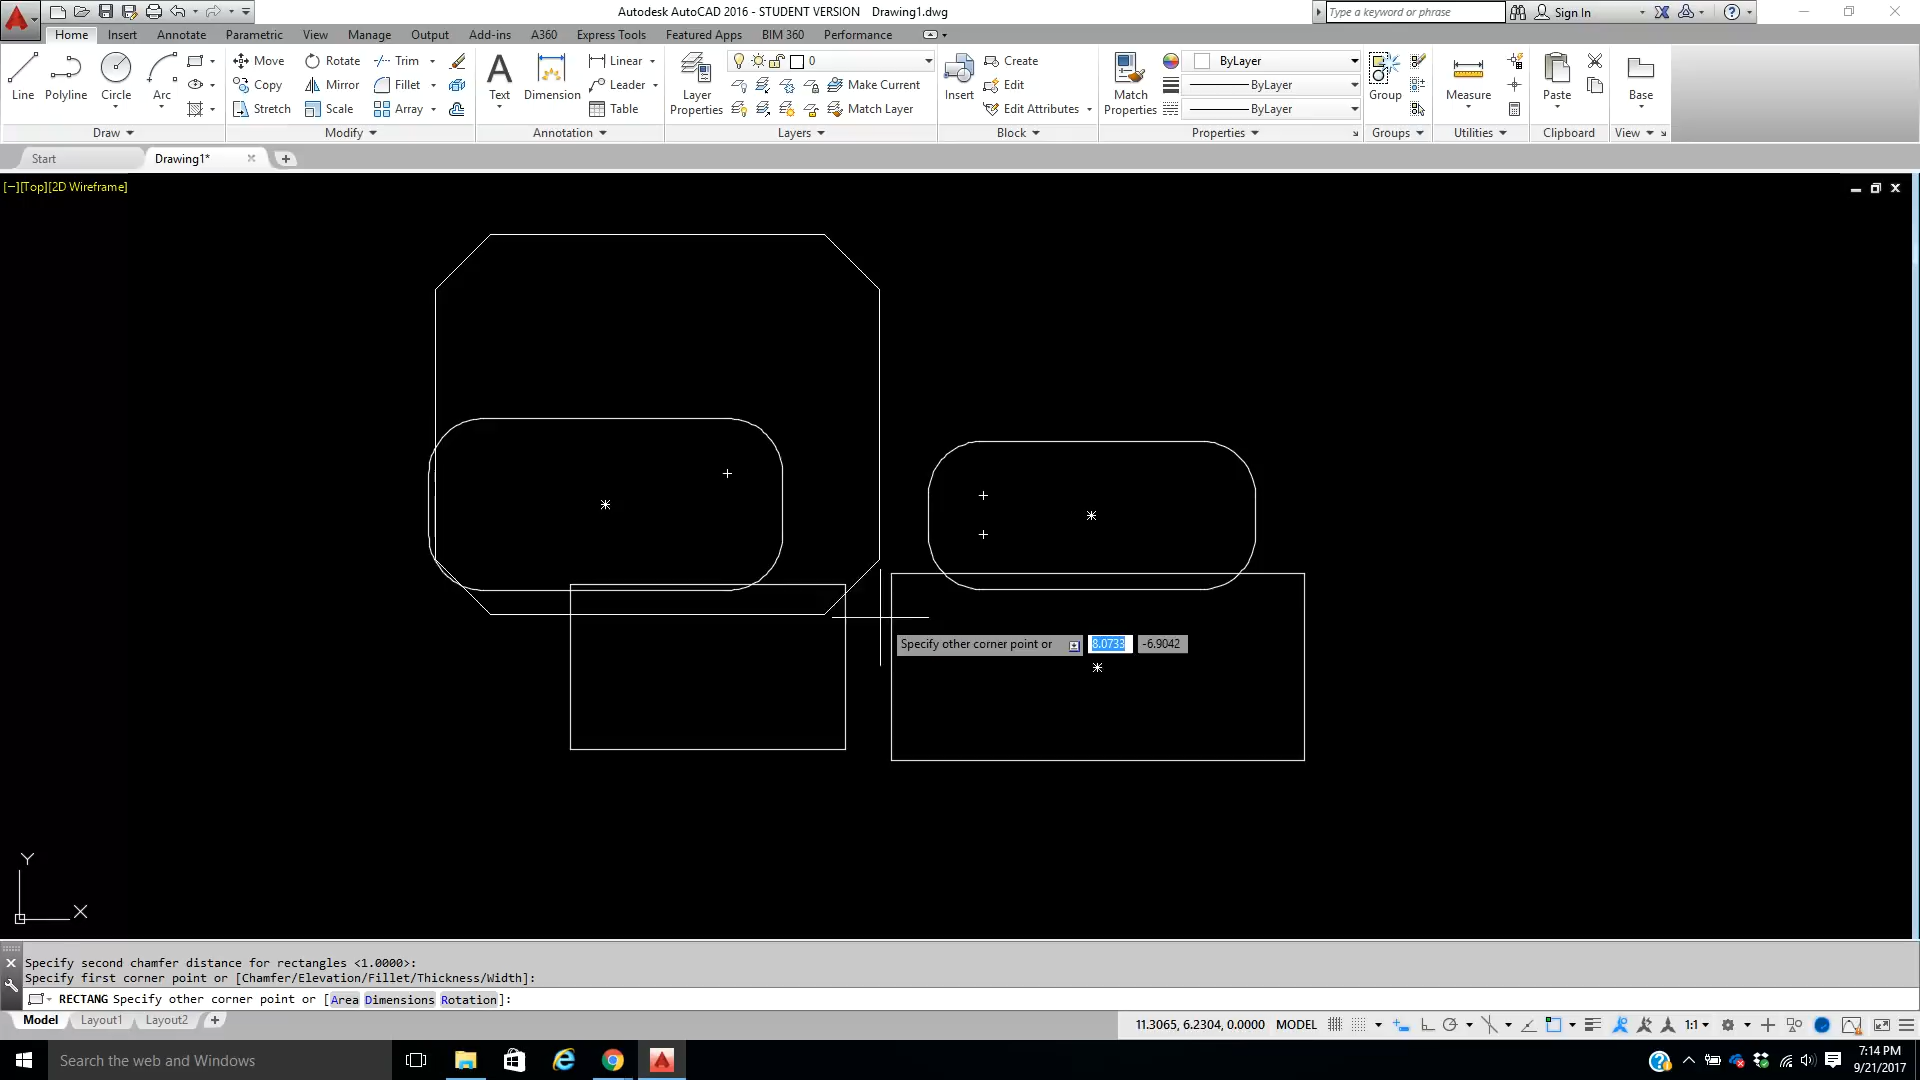 Autodesk AutoCAD 2016 - STUDENT VERSION Drawing1.dwg
Type a keyword or phrase
Sign In
Home Insert Annotate Parametric View Manage Output Add-ins A360 Express Tools Featured Apps BIM 360 Performance
Line Polyline Circle Arc
Move Rotate Trim
Copy Mirror Fillet
Stretch Scale Array
Text Dimension
Linear
Leader
Table
Layer Properties
0
Make Current
Match Layer
Insert
Create
Edit
Edit Attributes
Match Properties
ByLayer
ByLayer
ByLayer
Group Measure Paste Base
Draw Modify Annotation Layers Block Properties Groups Utilities Clipboard View
Start Drawing1*
[−][Top][2D Wireframe]
Specify other corner point or 8.0733 -6.9042
Y
X
Specify second chamfer distance for rectangles <1.0000>:
Specify first corner point or [Chamfer/Elevation/Fillet/Thickness/Width]:
RECTANG Specify other corner point or [Area Dimensions Rotation]:
Model Layout1 Layout2
11.3065, 6.2304, 0.0000 MODEL 1:1
Search the web and Windows
7:14 PM
9/21/2017